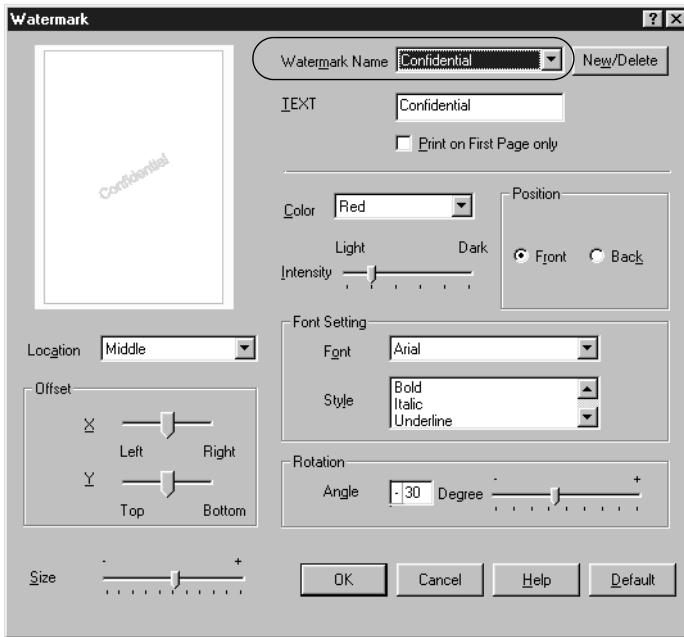 Watermark
Watermark Name Confidential New/Delete
TEXT Confidential
Print on First Page only
Confidential
Color Red
Position
Light Dark
Intensity
Front Back
Location Middle
Font Setting
Font Arial
Style Bold
Italic
Underline
Offset
X
Left Right
Y
Top Bottom
Rotation
Angle - 30 Degree - +
Size - +
OK Cancel Help Default